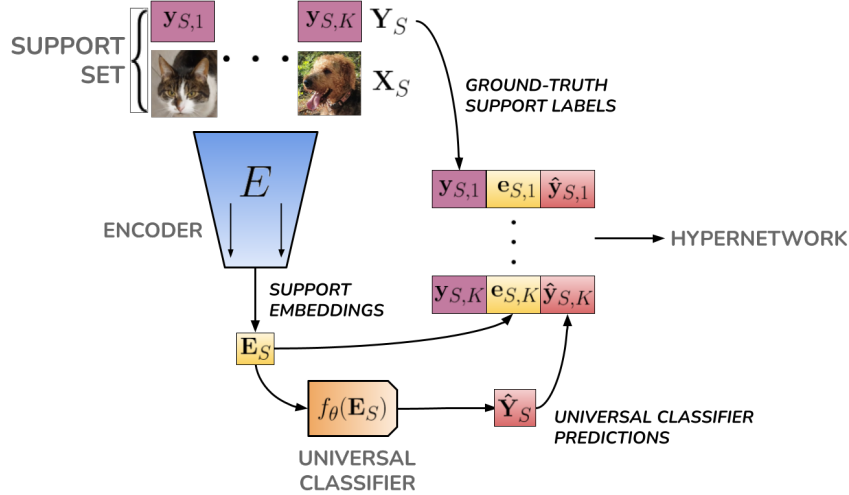 𝐲_{S,1}
𝐲_{S,K}
𝐘_S
SUPPORT
SET
𝐗_S
GROUND-TRUTH
SUPPORT LABELS
E
ENCODER
𝐲_{S,1} 𝐞_{S,1} ŷ_{S,1}
HYPERNETWORK
𝐲_{S,K} 𝐞_{S,K} ŷ_{S,K}
SUPPORT
EMBEDDINGS
𝐄_S
f_θ(𝐄_S)
Ŷ_S
UNIVERSAL CLASSIFIER
PREDICTIONS
UNIVERSAL
CLASSIFIER